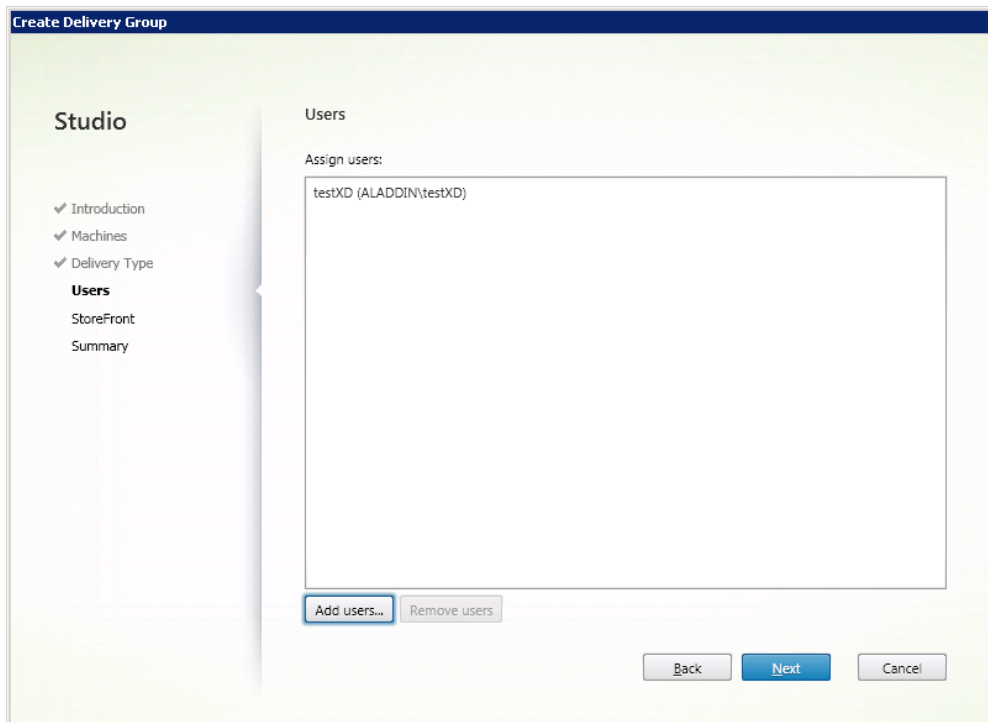 Create Delivery Group
Studio
Introduction
Machines
Delivery Type
Users
StoreFront
Summary
Users
Assign users:
testXD (ALADDIN\testXD)
Add users...
Remove users
Back
Next
Cancel